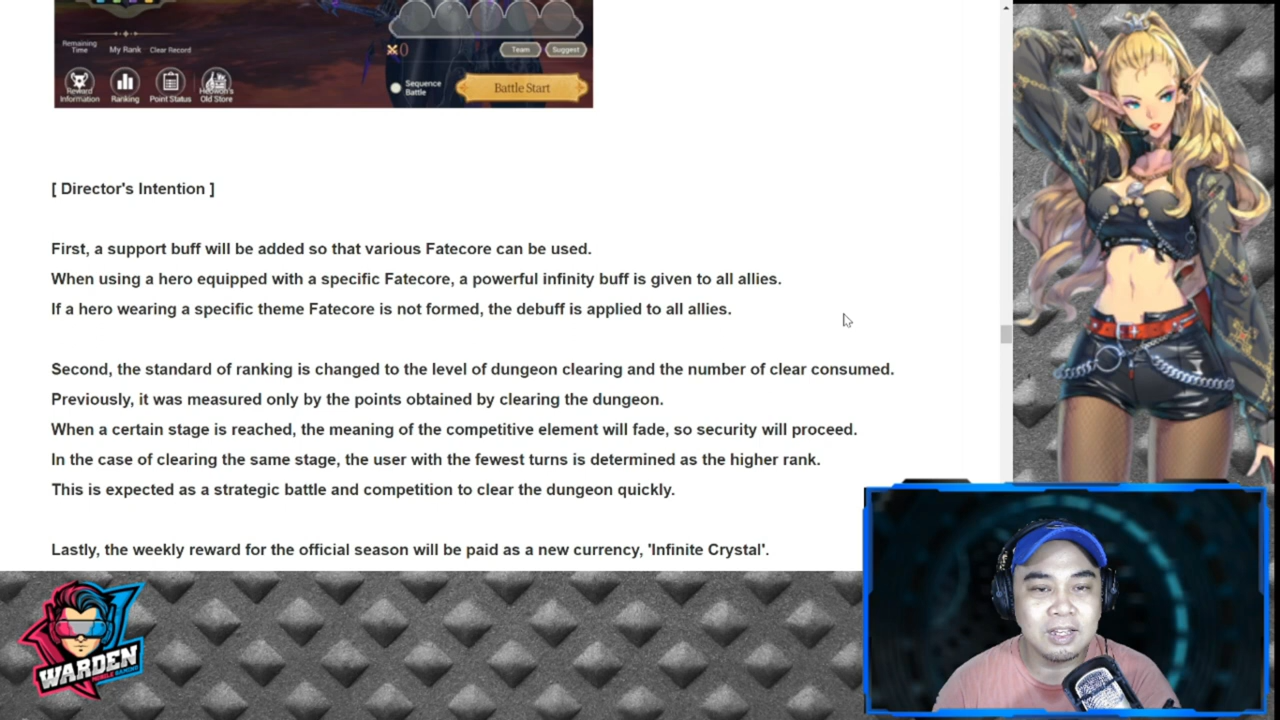 Remaining
Time
My Rank
Clear Record
0
Team
Suggest
Reward
Information
Ranking
Point Status
Hedwon's
Old Store
Sequence
Battle
Battle Start
[ Director's Intention ]
First, a support buff will be added so that various Fatecore can be used.
When using a hero equipped with a specific Fatecore, a powerful infinity buff is given to all allies.
If a hero wearing a specific theme Fatecore is not formed, the debuff is applied to all allies.
Second, the standard of ranking is changed to the level of dungeon clearing and the number of clear consumed.
Previously, it was measured only by the points obtained by clearing the dungeon.
When a certain stage is reached, the meaning of the competitive element will fade, so security will proceed.
In the case of clearing the same stage, the user with the fewest turns is determined as the higher rank.
This is expected as a strategic battle and competition to clear the dungeon quickly.
Lastly, the weekly reward for the official season will be paid as a new currency, 'Infinite Crystal'.
WARDEN
MOBILE GAMING